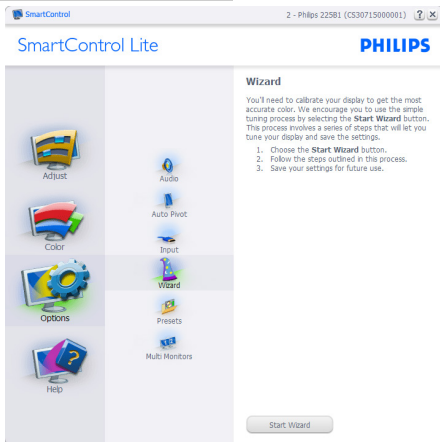 SmartControl
2 - Philips 225B1 (CS30715000001)
SmartControl Lite
PHILIPS
Adjust
Color
Options
Help
Audio
Auto Pivot
Input
Wizard
Presets
Multi Monitors
Wizard
You'll need to calibrate your display to get the most
accurate color. We encourage you to use the simple
tuning process by selecting the Start Wizard button.
This process involves a series of steps that will let you
tune your display and save the settings.
1. Choose the Start Wizard button.
2. Follow the steps outlined in this process.
3. Save your settings for future use.
Start Wizard